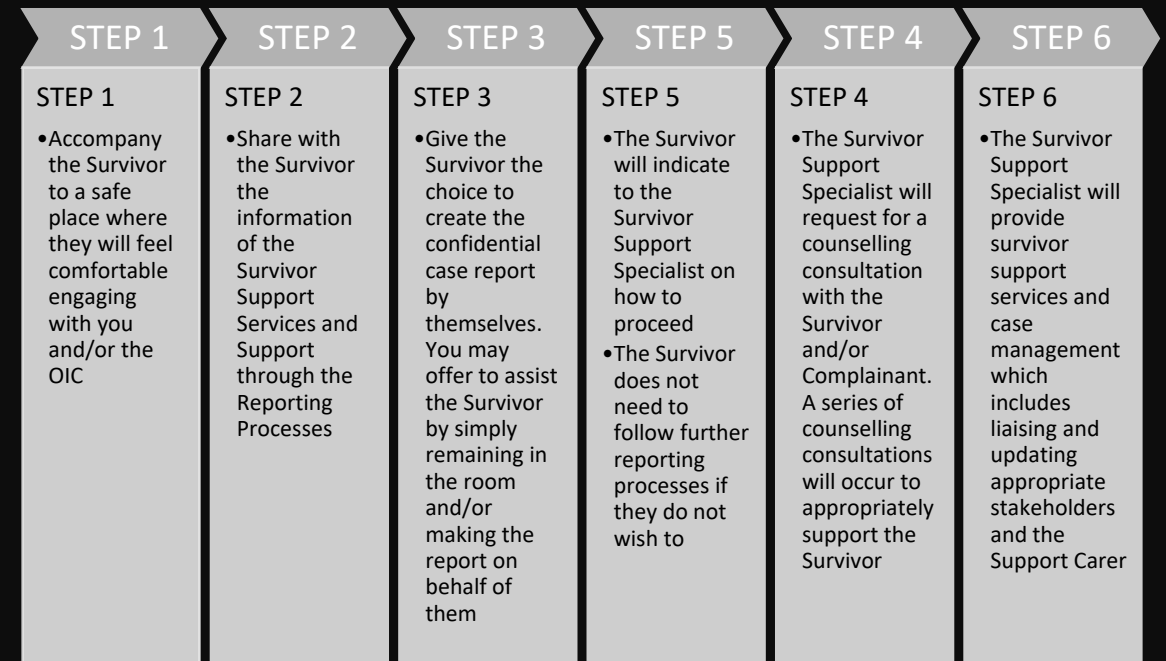 STEP 1
STEP 2
STEP 3
STEP 5
STEP 4
STEP 6
STEP 1
•Accompany
the Survivor
to a safe
place where
they will feel
comfortable
engaging
with you
and/or the
OIC
STEP 2
•Share with
the Survivor
the
information
of the
Survivor
Support
Services and
Support
through the
Reporting
Processes
STEP 3
•Give the
Survivor the
choice to
create the
confidential
case report
by
themselves.
You may
offer to assist
the Survivor
by simply
remaining in
the room
and/or
making the
report on
behalf of
them
STEP 5
•The Survivor
will indicate
to the
Survivor
Support
Specialist on
how to
proceed
•The Survivor
does not
need to
follow further
reporting
processes if
they do not
wish to
STEP 4
•The Survivor
Support
Specialist will
request for a
counselling
consultation
with the
Survivor
and/or
Complainant.
A series of
counselling
consultations
will occur to
appropriately
support the
Survivor
STEP 6
•The Survivor
Support
Specialist will
provide
survivor
support
services and
case
management
which
includes
liaising and
updating
appropriate
stakeholders
and the
Support Carer